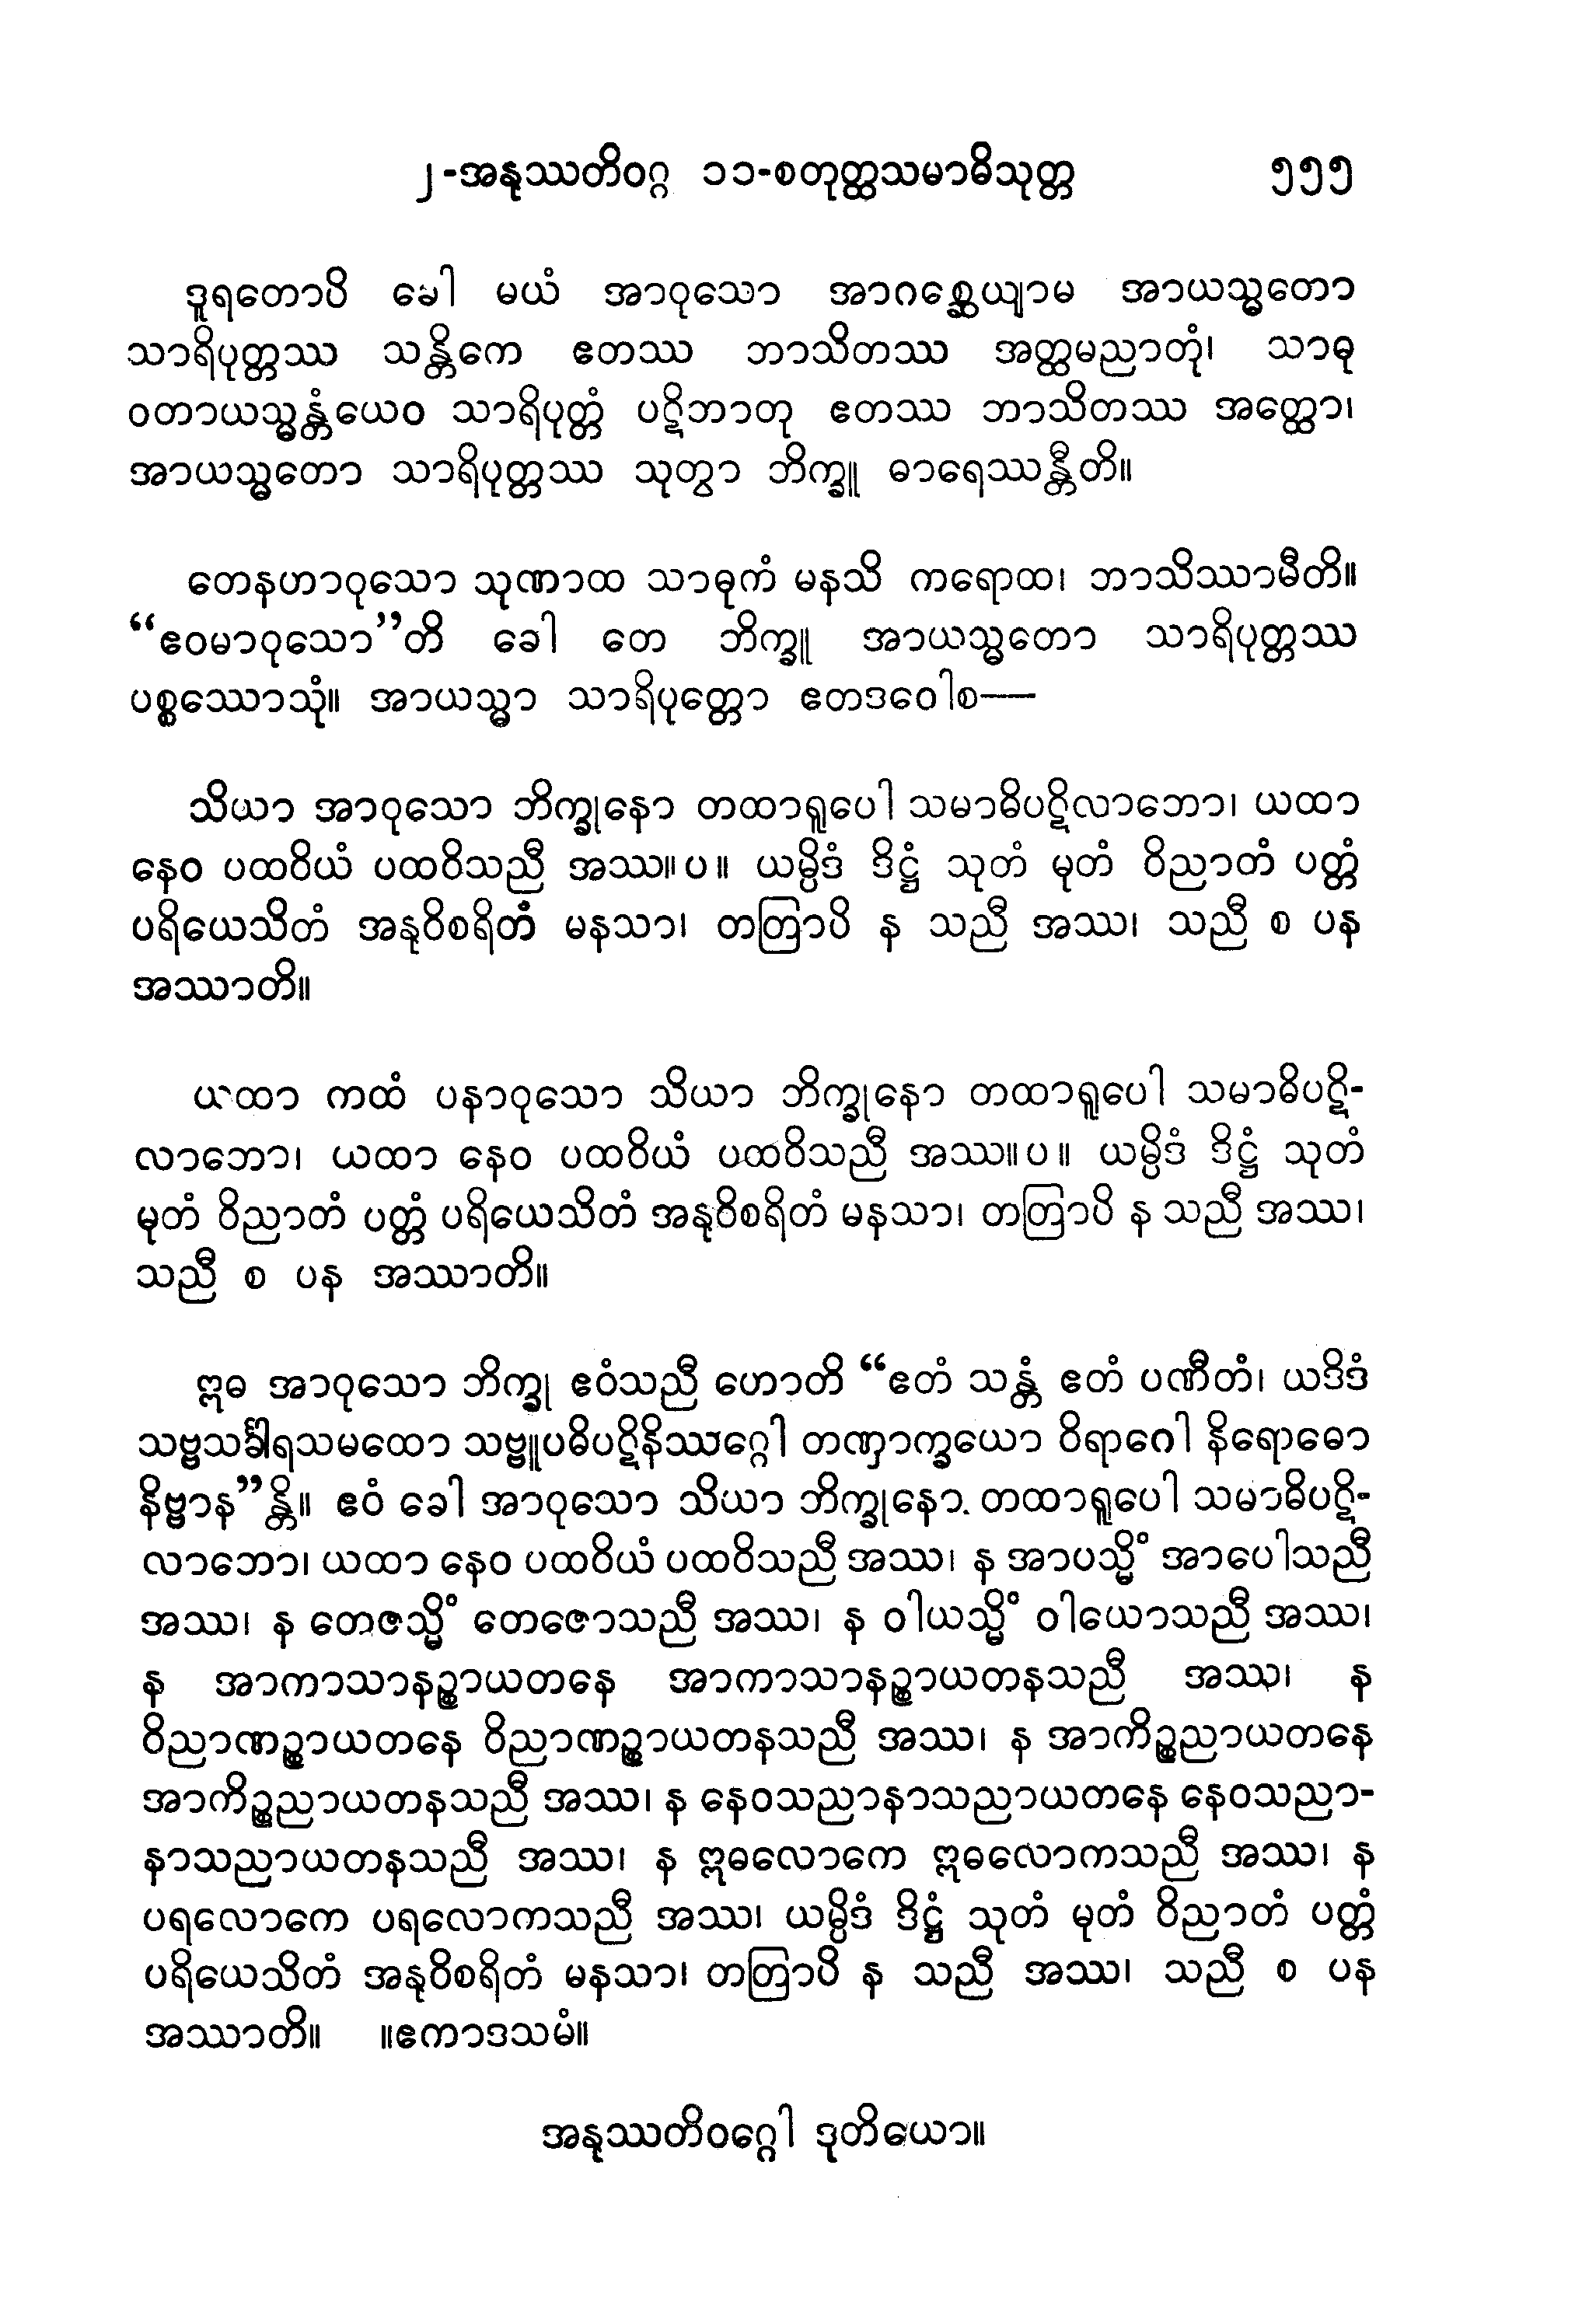 ၂-အနုဿတိဝဂ္ဂ ၁၁-စတုတ္ထသမာဓိသုတ္တ ၅၅၅
ဒူရတောပိ ခေါ မယံ အာဝုသော အာဂစ္ဆေယျာမ အာယသ္မတော
သာရိပုတ္တဿ သန္တိကေ ဧတဿ ဘာသိတဿ အတ္ထမညာတုံ၊ သာဓု
ဝတာယသ္မန္တံယေဝ သာရိပုတ္တံ ပဋိဘာတု ဧတဿ ဘာသိတဿ အတ္ထော၊
အာယသ္မတော သာရိပုတ္တဿ သုတွာ ဘိက္ခူ ဓာရေဿန္တီတိ။
တေနဟာဝုသော သုဏာထ သာဓုကံ မနသိ ကရောထ၊ ဘာသိဿာမီတိ။
“ဧဝမာဝုသော”တိ ခေါ တေ ဘိက္ခူ အာယသ္မတော သာရိပုတ္တဿ
ပစ္စဿောသုံ။ အာယသ္မာ သာရိပုတ္တော ဧတဒဝေါစ—
သိယာ အာဝုသော ဘိက္ခုနော တထာရူပေါ သမာဓိပဋိလာဘော၊ ယထာ
နေဝ ပထဝိယံ ပထဝိသညီ အဿ။ပ။ ယမ္ပိဒံ ဒိဋ္ဌံ သုတံ မုတံ ဝိညာတံ ပတ္တံ
ပရိယေသိတံ အနုဝိစရိတံ မနသာ၊ တတြာပိ န သညီ အဿ၊ သညီ စ ပန
အဿာတိ။
ယထာ ကထံ ပနာဝုသော သိယာ ဘိက္ခုနော တထာရူပေါ သမာဓိပဋိ-
လာဘော၊ ယထာ နေဝ ပထဝိယံ ပထဝိသညီ အဿ။ပ။ ယမ္ပိဒံ ဒိဋ္ဌံ သုတံ
မုတံ ဝိညာတံ ပတ္တံ ပရိယေသိတံ အနုဝိစရိတံ မနသာ၊ တတြာပိ န သညီ အဿ၊
သညီ စ ပန အဿာတိ။
ဣဓ အာဝုသော ဘိက္ခု ဧဝံသညီ ဟောတိ “ဧတံ သန္တံ ဧတံ ပဏီတံ၊ ယဒိဒံ
သဗ္ဗသင်္ခါရသမထော သဗ္ဗူပဓိပဋိနိဿဂ္ဂေါ တဏှာက္ခယော ဝိရာဂေါ နိရောဓော
နိဗ္ဗာန”န္တိ။ ဧဝံ ခေါ အာဝုသော သိယာ ဘိက္ခုနော တထာရူပေါ သမာဓိပဋိ-
လာဘော၊ ယထာ နေဝ ပထဝိယံ ပထဝိသညီ အဿ၊ န အာပသ္မိံ အာပေါသညီ
အဿ၊ န တေဇသ္မိံ တေဇောသညီ အဿ၊ န ဝါယသ္မိံ ဝါယောသညီ အဿ၊
န အာကာသာနဉ္စာယတနေ အာကာသာနဉ္စာယတနသညီ အဿ၊ န
ဝိညာဏဉ္စာယတနေ ဝိညာဏဉ္စာယတနသညီ အဿ၊ န အာကိဉ္စညာယတနေ
အာကိဉ္စညာယတနသညီ အဿ၊ န နေဝသညာနာသညာယတနေ နေဝသညာ-
နာသညာယတနသညီ အဿ၊ န ဣဓလောကေ ဣဓလောကသညီ အဿ၊ န
ပရလောကေ ပရလောကသညီ အဿ၊ ယမ္ပိဒံ ဒိဋ္ဌံ သုတံ မုတံ ဝိညာတံ ပတ္တံ
ပရိယေသိတံ အနုဝိစရိတံ မနသာ၊ တတြာပိ န သညီ အဿ၊ သညီ စ ပန
အဿာတိ။ ။ဧကာဒသမံ။
အနုဿတိဝဂ္ဂေါ ဒုတိယော။